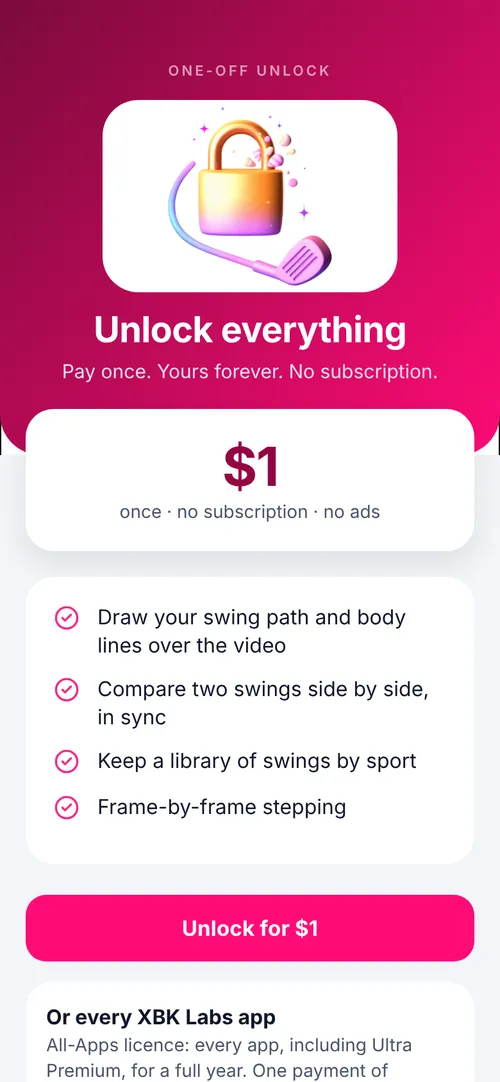 ONE-OFF UNLOCK
Unlock everything
Pay once. Yours forever. No subscription.
$1
once · no subscription · no ads
Draw your swing path and body
lines over the video
Compare two swings side by side,
in sync
Keep a library of swings by sport
Frame-by-frame stepping
Unlock for $1
Or every XBK Labs app
All-Apps licence: every app, including Ultra
Premium, for a full year. One payment of